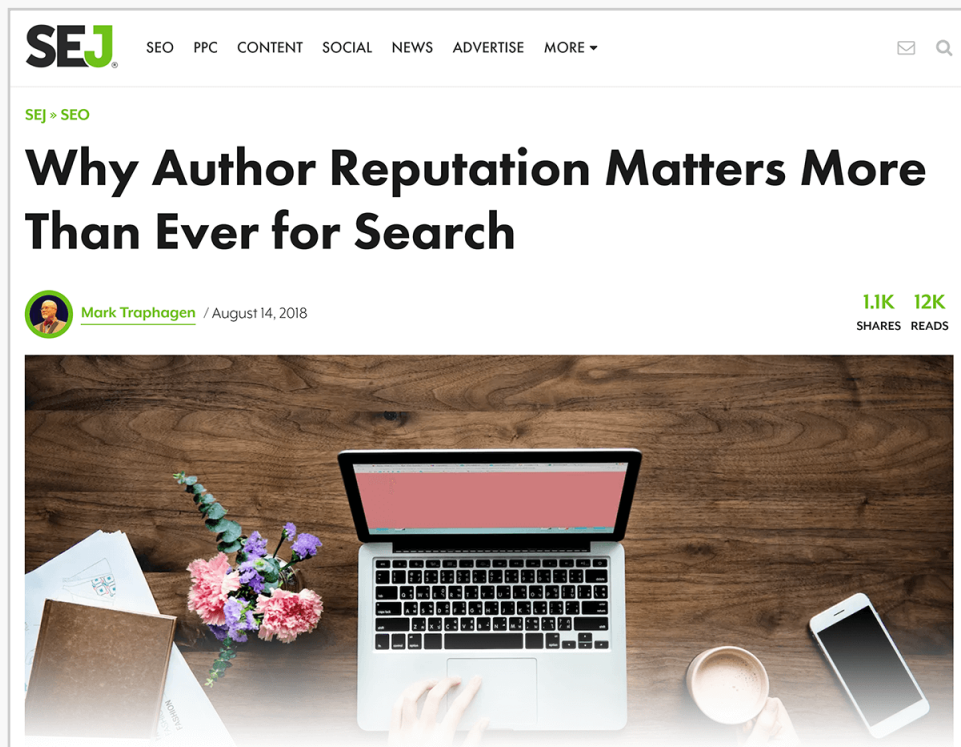 SEJ®
SEO PPC CONTENT SOCIAL NEWS ADVERTISE MORE
SEJ » SEO
Why Author Reputation Matters More
Than Ever for Search
Mark Traphagen / August 14, 2018
1.1K 12K
SHARES READS
FASHION